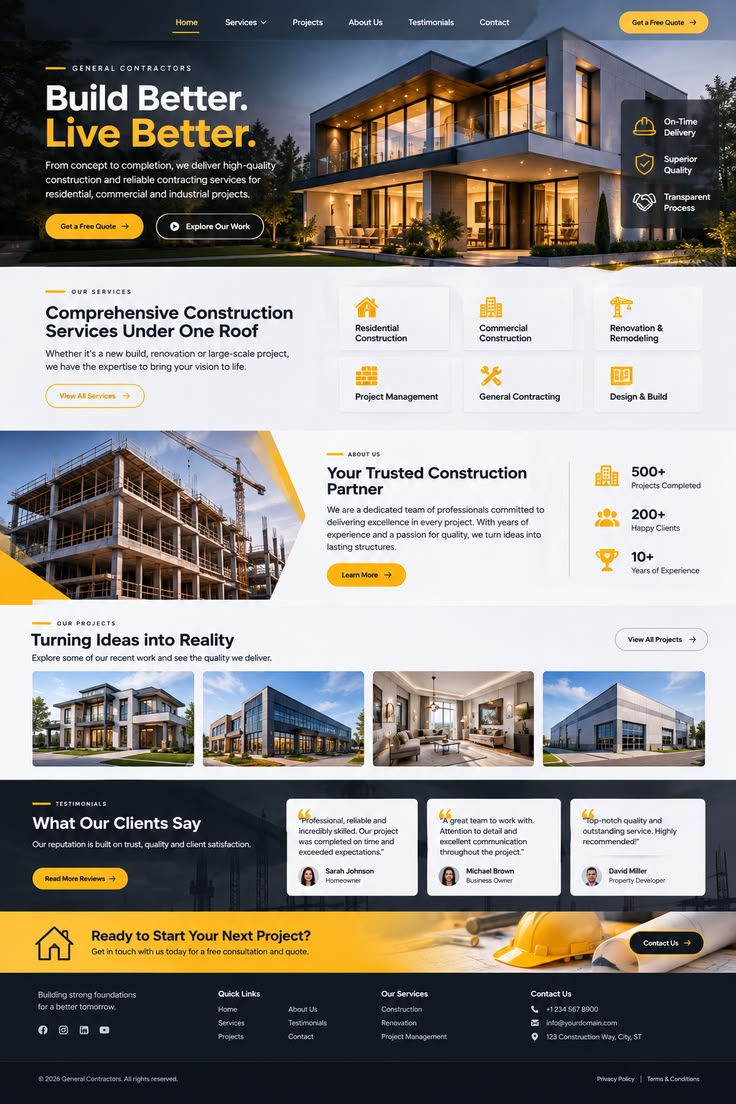 Home
Services
Projects
About Us
Testimonials
Contact
Get a Free Quote
GENERAL CONTRACTORS
Build Better.
Live Better.
From concept to completion, we deliver high-quality
construction and reliable contracting services for
residential, commercial and industrial projects.
Get a Free Quote
Explore Our Work
On-Time
Delivery
Superior
Quality
Transparent
Process
OUR SERVICES
Comprehensive Construction
Services Under One Roof
Whether it's a new build, renovation or large-scale project,
we have the expertise to bring your vision to life.
View All Services
Residential
Construction
Commercial
Construction
Renovation &
Remodeling
Project Management
General Contracting
Design & Build
ABOUT US
Your Trusted Construction
Partner
We are a dedicated team of professionals committed to
delivering excellence in every project. With years of
experience and a passion for quality, we turn ideas into
lasting structures.
Learn More
500+
Projects Completed
200+
Happy Clients
10+
Years of Experience
OUR PROJECTS
Turning Ideas into Reality
Explore some of our recent work and see the quality we deliver.
View All Projects
TESTIMONIALS
What Our Clients Say
Our reputation is built on trust, quality and client satisfaction.
Read More Reviews
"Professional, reliable and
incredibly skilled. Our project
was completed on time and
exceeded expectations."
Sarah Johnson
Homeowner
"A great team to work with.
Attention to detail and
excellent communication
throughout the project."
Michael Brown
Business Owner
"Top-notch quality and
outstanding service. Highly
recommended!"
David Miller
Property Developer
Ready to Start Your Next Project?
Get in touch with us today for a free consultation and quote.
Contact Us
Building strong foundations
for a better tomorrow.
Quick Links
Home
Services
Projects
About Us
Testimonials
Contact
Our Services
Construction
Renovation
Project Management
Contact Us
+1 234 567 8900
info@yourdomain.com
123 Construction Way, City, ST
© 2026 General Contractors. All rights reserved.
Privacy Policy | Terms & Conditions